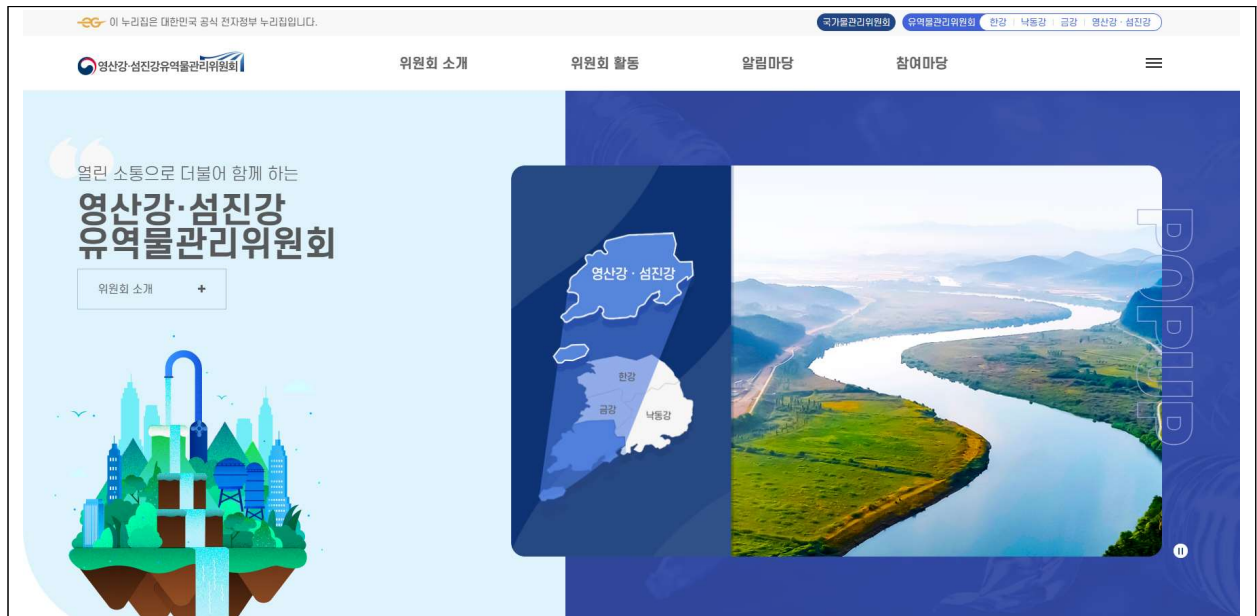 이 누리집은 대한민국 공식 전자정부 누리집입니다.
국가물관리위원회 유역물관리위원회 한강 낙동강 금강 영산강·섬진강
영산강·섬진강유역물관리위원회
위원회 소개 위원회 활동 알림마당 참여마당
열린 소통으로 더불어 함께 하는
영산강·섬진강
유역물관리위원회
위원회 소개 +
영산강·섬진강
한강
금강
낙동강
POPUP